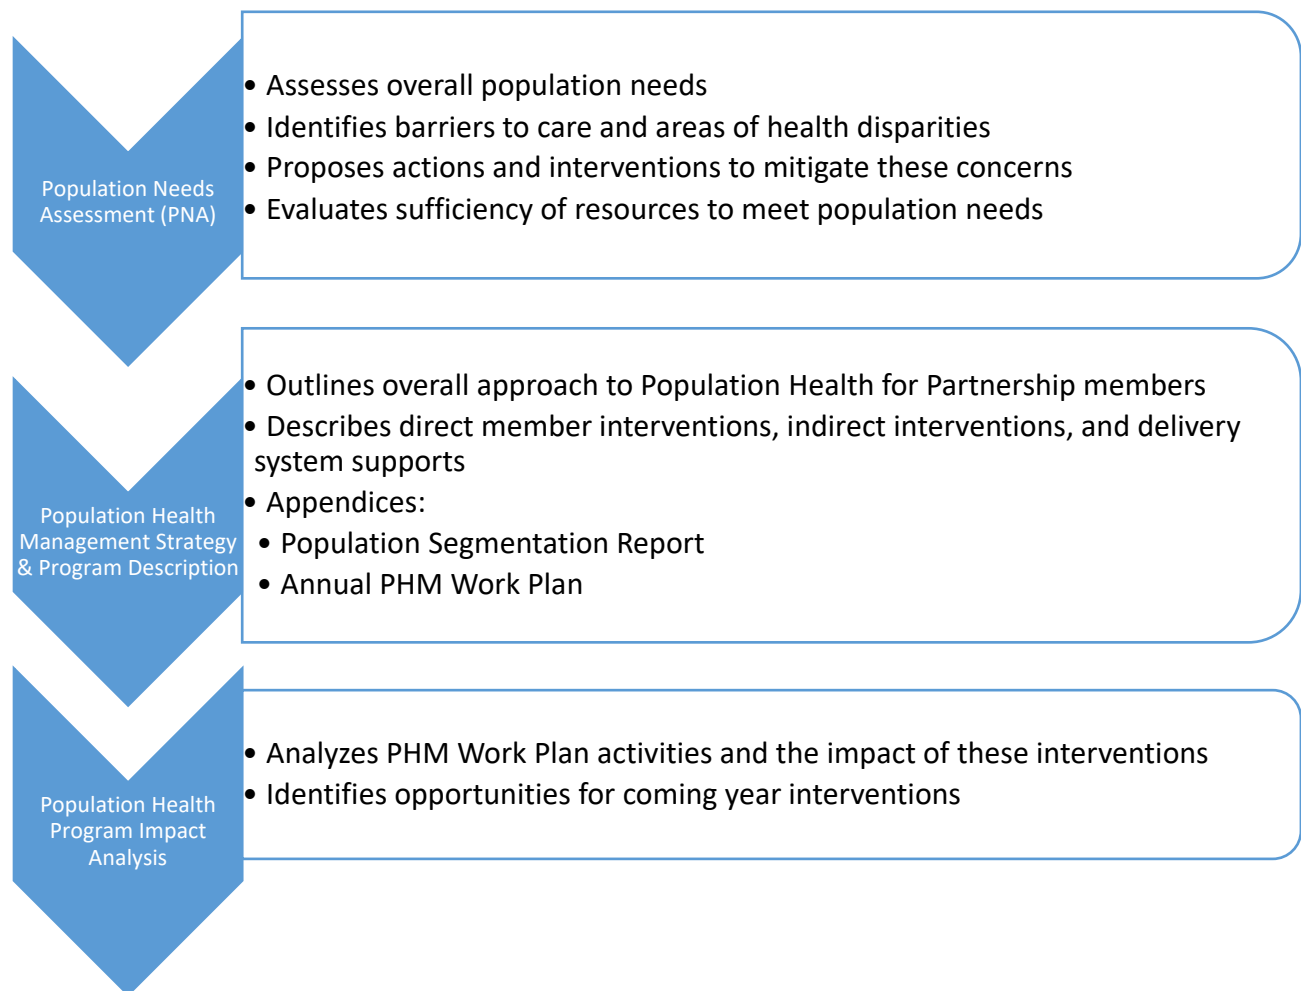 Population Needs
Assessment (PNA)
• Assesses overall population needs
• Identifies barriers to care and areas of health disparities
• Proposes actions and interventions to mitigate these concerns
• Evaluates sufficiency of resources to meet population needs
Population Health
Management Strategy
& Program Description
• Outlines overall approach to Population Health for Partnership members
• Describes direct member interventions, indirect interventions, and delivery
system supports
• Appendices:
• Population Segmentation Report
• Annual PHM Work Plan
Population Health
Program Impact
Analysis
• Analyzes PHM Work Plan activities and the impact of these interventions
• Identifies opportunities for coming year interventions